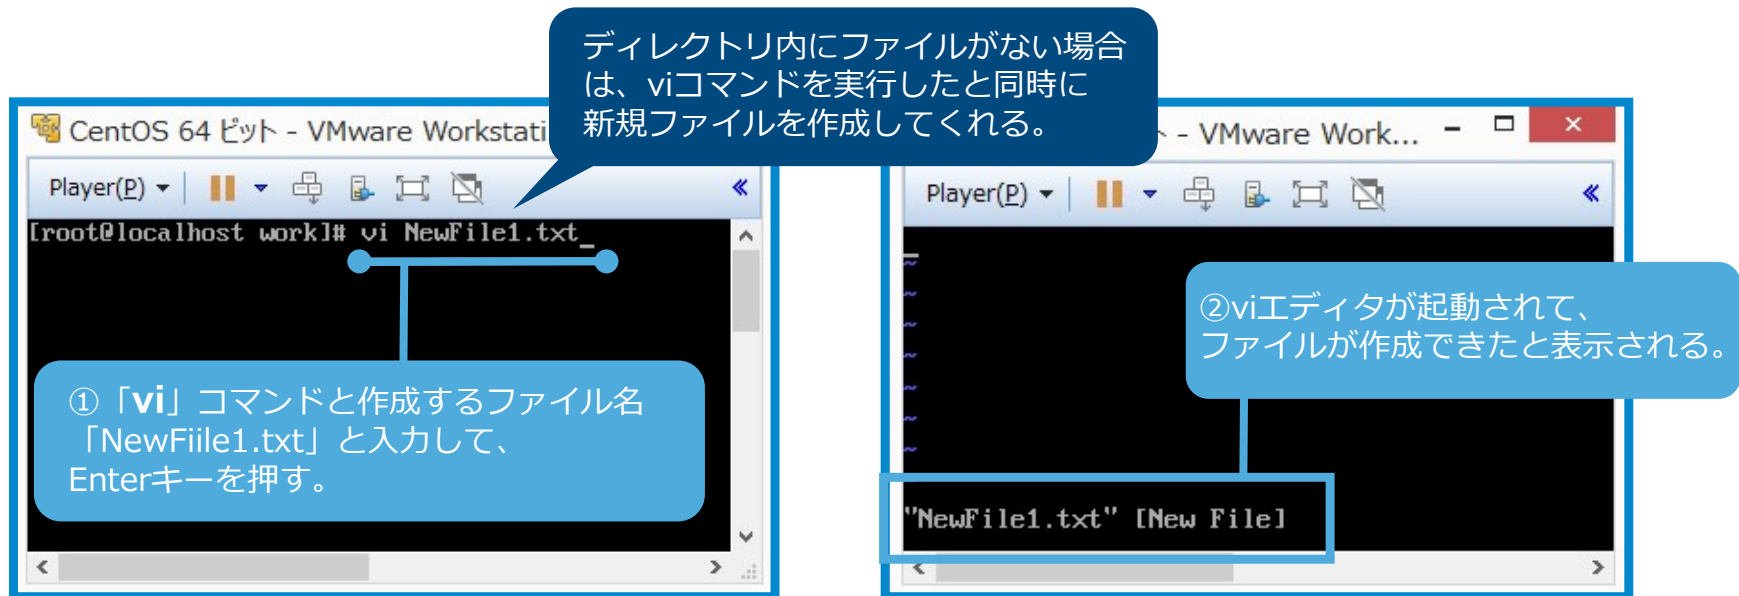 ディレクトリ内にファイルがない場合
は、viコマンドを実行したと同時に
新規ファイルを作成してくれる。
CentOS 64 ビット - VMware Workstati
Player(P)
[root@localhost work]# vi NewFile1.txt_
①「vi」コマンドと作成するファイル名
「NewFiile1.txt」と入力して、
Enterキーを押す。
ト - VMware Work...
Player(P)
~
~
~
~
~
~
~
②viエディタが起動されて、
ファイルが作成できたと表示される。
"NewFile1.txt" [New File]